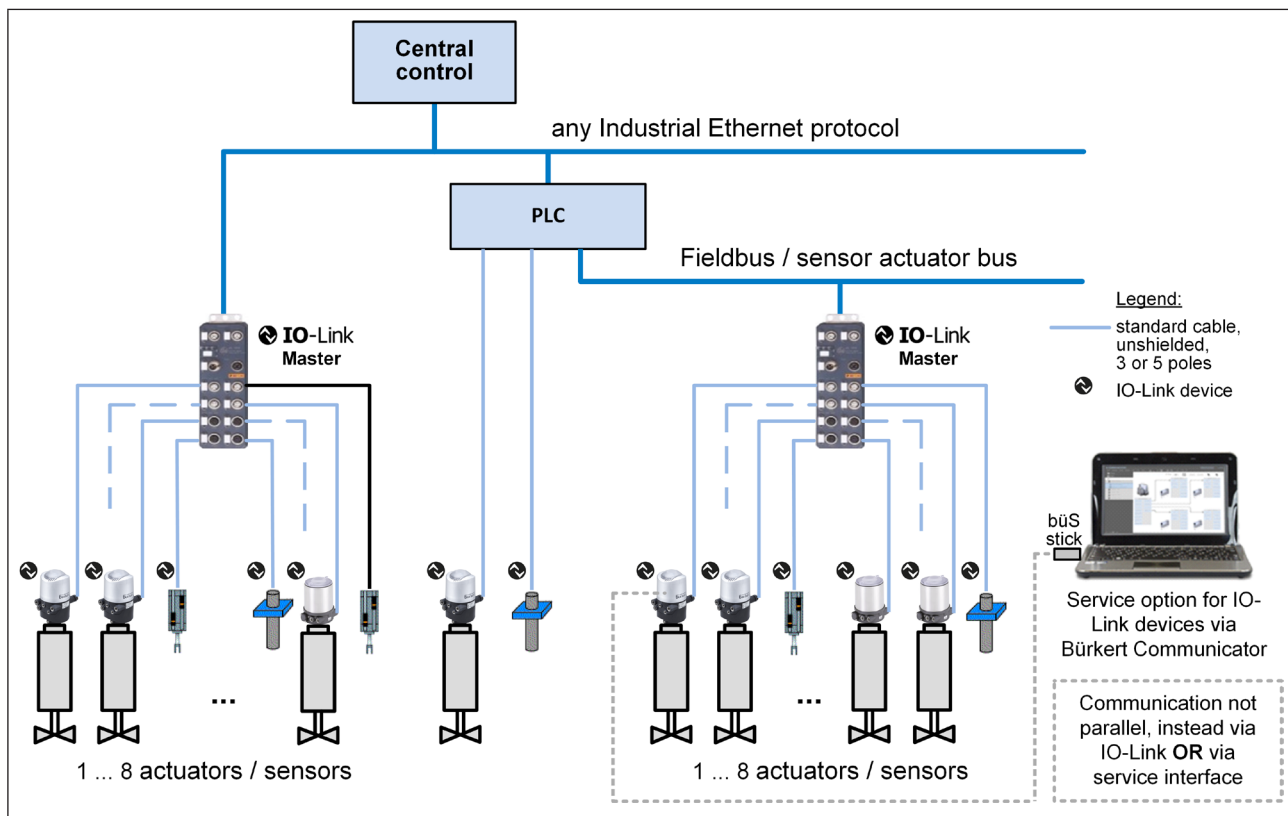 Central
control
any Industrial Ethernet protocol
PLC
Fieldbus / sensor actuator bus
IO-Link
Master
IO-Link
Master
Legend:
standard cable,
unshielded,
3 or 5 poles
IO-Link device
büS
stick
Service option for IO-
Link devices via
Bürkert Communicator
...
...
Communication not
parallel, instead via
IO-Link OR via
service interface
1 ... 8 actuators / sensors
1 ... 8 actuators / sensors